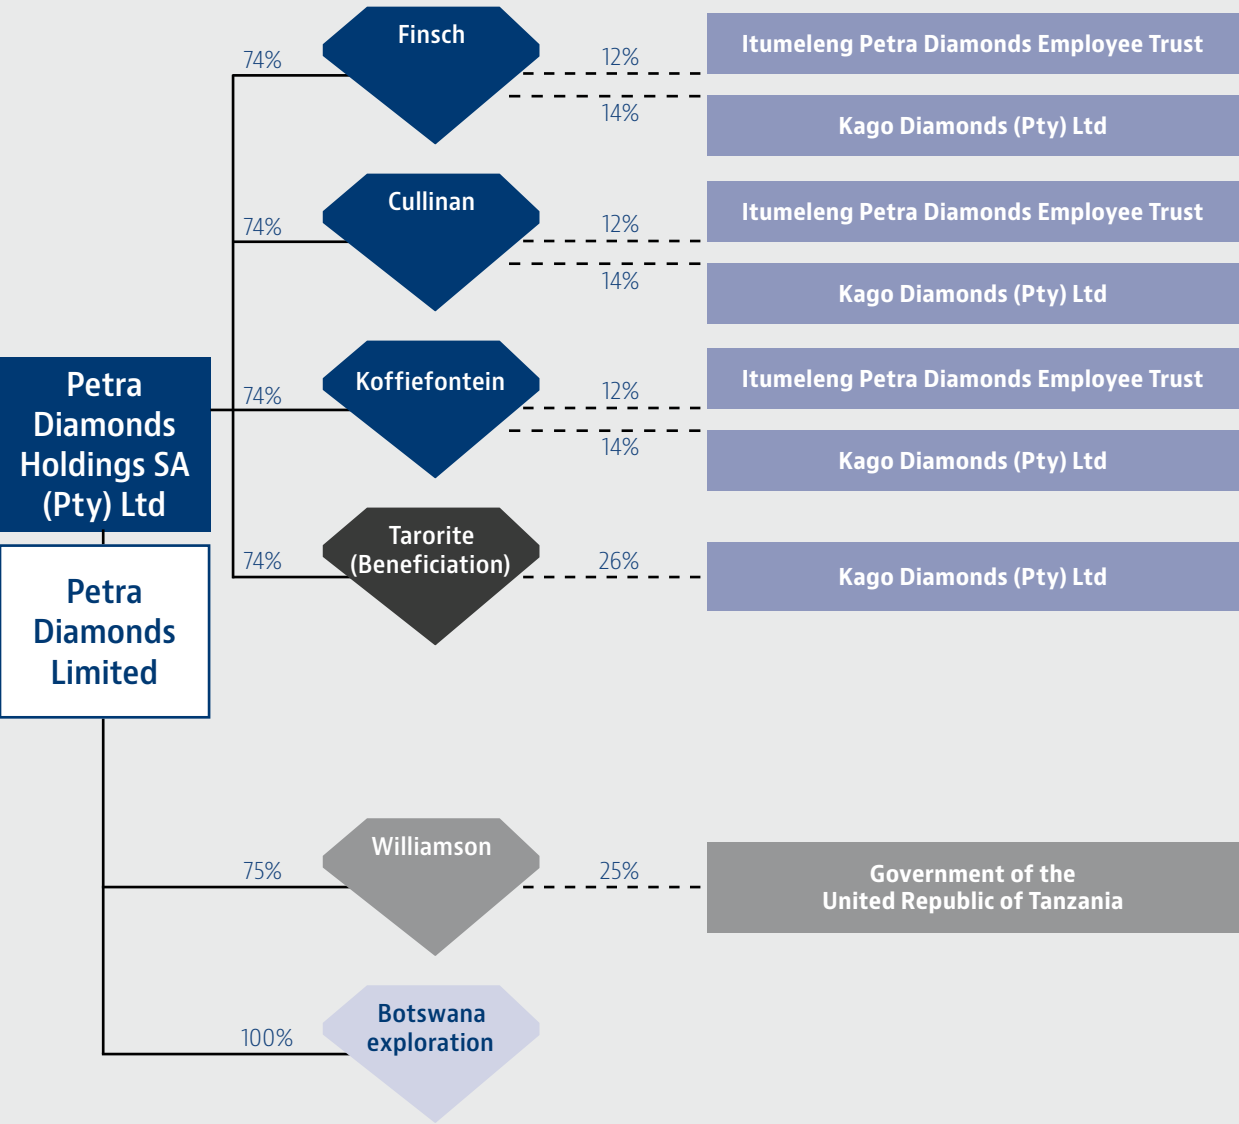 Finsch
74%
12%
Itumeleng Petra Diamonds Employee Trust
14%
Kago Diamonds (Pty) Ltd
Cullinan
74%
12%
Itumeleng Petra Diamonds Employee Trust
14%
Kago Diamonds (Pty) Ltd
Petra
Diamonds
Holdings SA
(Pty) Ltd
Koffiefontein
74%
12%
Itumeleng Petra Diamonds Employee Trust
14%
Kago Diamonds (Pty) Ltd
Tarorite
(Beneficiation)
74%
26%
Kago Diamonds (Pty) Ltd
Petra
Diamonds
Limited
Williamson
75%
25%
Government of the
United Republic of Tanzania
Botswana
exploration
100%